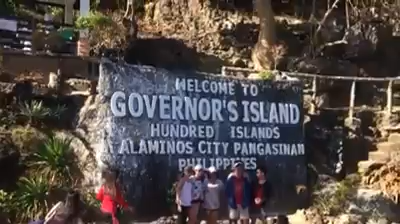 WELCOME TO
GOVERNOR'S ISLAND
HUNDRED ISLANDS
ALAMINOS CITY PANGASINAN
PHILIPPINES